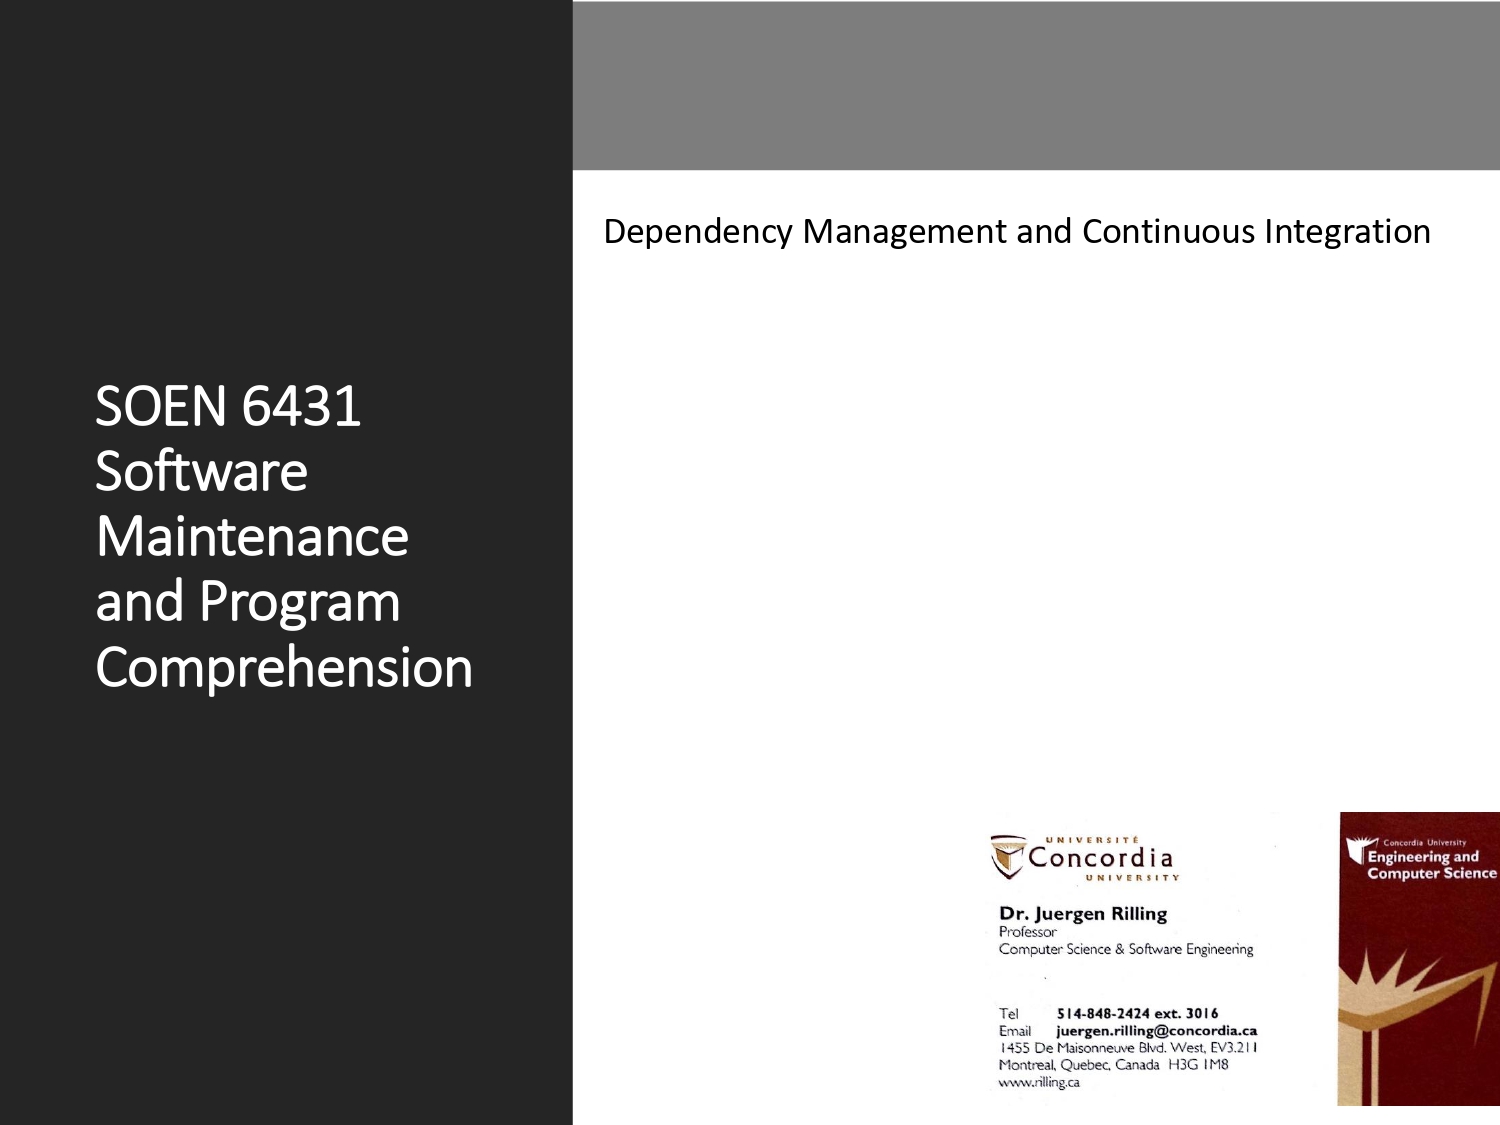 SOEN 6431
Software
Maintenance
and Program
Comprehension
Dependency Management and Continuous Integration
UNIVERSITÉ
Concordia
UNIVERSITY
Dr. Juergen Rilling
Professor
Computer Science & Software Engineering
Tel 514-848-2424 ext. 3016
Email juergen.rilling@concordia.ca
1455 De Maisonneuve Blvd. West, EV3.211
Montreal, Quebec, Canada H3G 1M8
www.rilling.ca
Concordia University
Engineering and
Computer Science